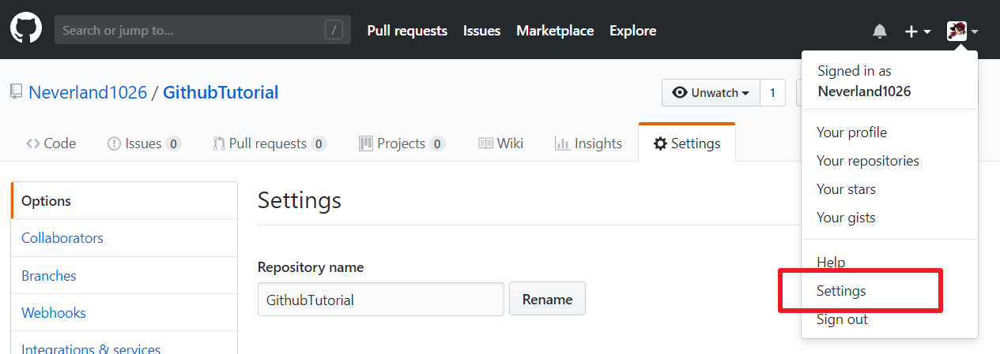 Search or jump to... /
Pull requests Issues Marketplace Explore
Neverland1026 / GithubTutorial
Unwatch 1
Code
Issues 0
Pull requests 0
Projects 0
Wiki
Insights
Settings
Options
Collaborators
Branches
Webhooks
Integrations & services
Settings
Repository name
GithubTutorial
Rename
Signed in as
Neverland1026
Your profile
Your repositories
Your stars
Your gists
Help
Settings
Sign out